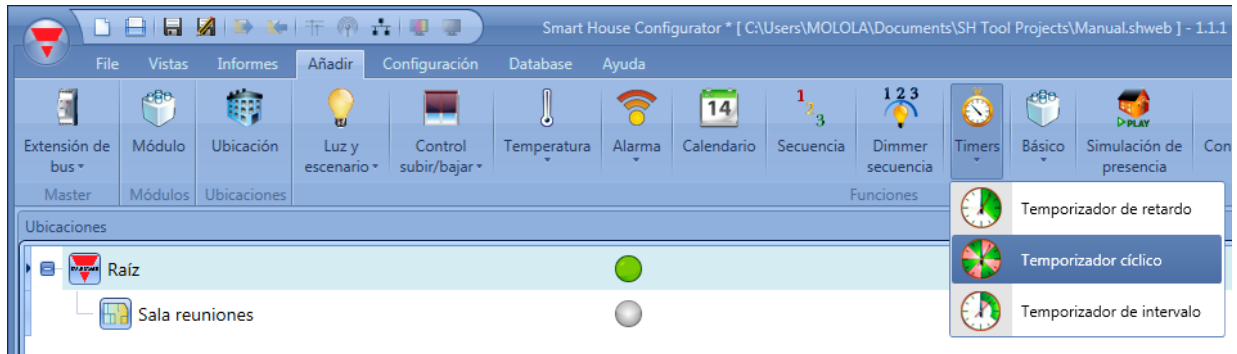 Smart House Configurator * [ C:\Users\MOLOLA\Documents\SH Tool Projects\Manual.shweb ] - 1.1.1
File Vistas Informes Añadir Configuración Database Ayuda
14
1 2 3
1 2 3
PLAY
Extensión de bus
Módulo
Ubicación
Luz y escenario
Control subir/bajar
Temperatura
Alarma
Calendario
Secuencia
Dimmer secuencia
Timers
Básico
Simulación de presencia
Con
Master Módulos Ubicaciones Funciones
Ubicaciones
Temporizador de retardo
Raíz
Temporizador cíclico
Sala reuniones
Temporizador de intervalo